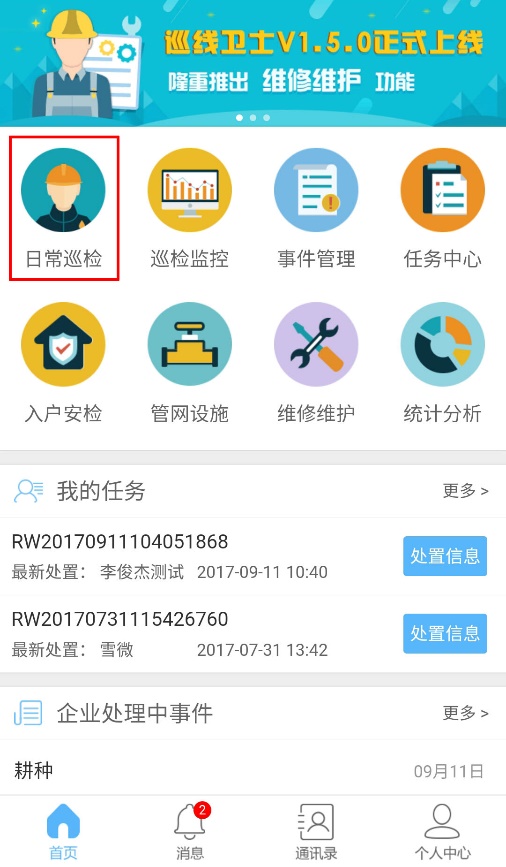 巡线卫士V1.5.0正式上线
隆重推出 维修维护 功能
日常巡检 巡检监控 事件管理 任务中心
入户安检 管网设施 维修维护 统计分析
我的任务 更多 >
RW20170911104051868
处置信息
最新处置： 李俊杰测试 2017-09-11 10:40
RW20170731115426760
处置信息
最新处置： 雪微 2017-07-31 13:42
企业处理中事件 更多 >
耕种 09月11日
2
首页 消息 通讯录 个人中心